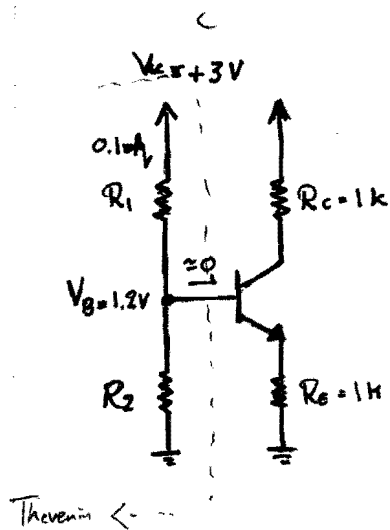 Vcc = +3V
0.1mA
R₁
Rc = 1k
≈0
VB = 1.2V
R₂
RE = 1k
Thevenin <- --